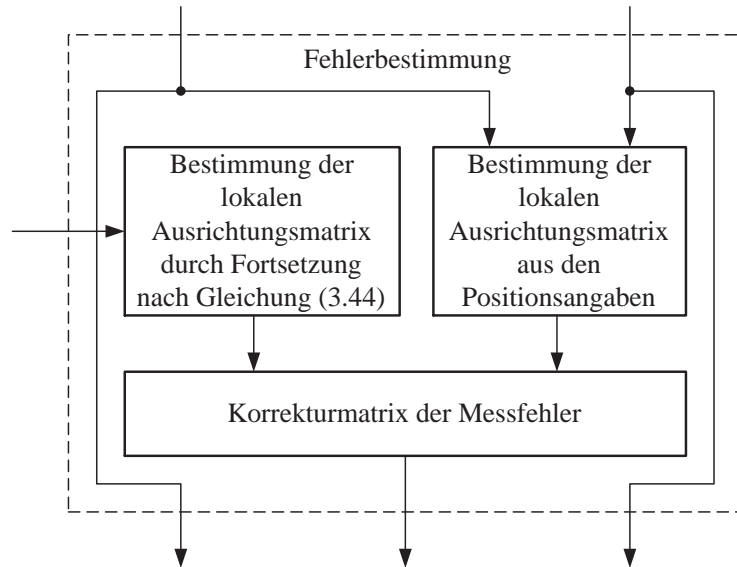 Fehlerbestimmung
Bestimmung der
lokalen
Ausrichtungsmatrix
durch Fortsetzung
nach Gleichung (3.44)
Bestimmung der
lokalen
Ausrichtungsmatrix
aus den
Positionsangaben
Korrekturmatrix der Messfehler